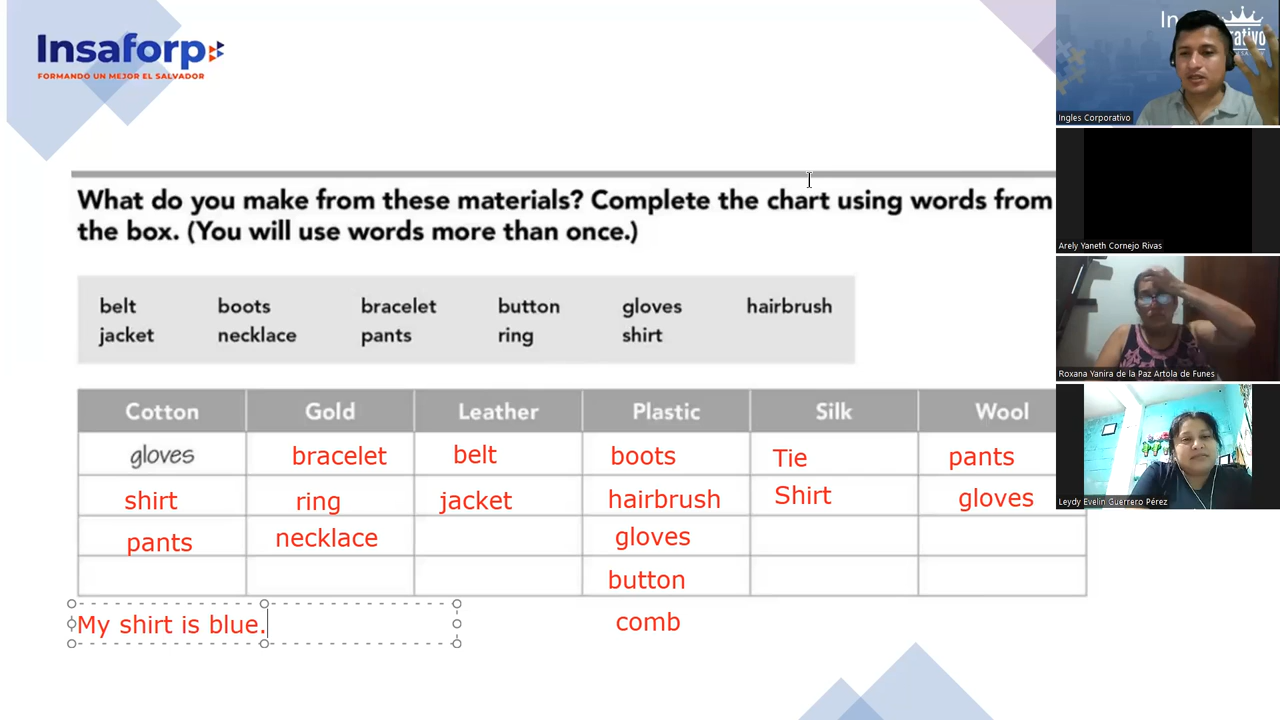 Insaforp
FORMANDO UN MEJOR EL SALVADOR
What do you make from these materials? Complete the chart using words from
the box. (You will use words more than once.)
belt boots bracelet button gloves hairbrush
jacket necklace pants ring shirt
Cotton Gold Leather Plastic Silk Wool
gloves bracelet belt boots Tie pants
shirt ring jacket hairbrush Shirt gloves
pants necklace gloves
button
My shirt is blue. comb
Ingles Corporativo
Arely Yaneth Cornejo Rivas
Roxana Yanira de la Paz Artola de Funes
Leydy Evelin Guerrero Pérez